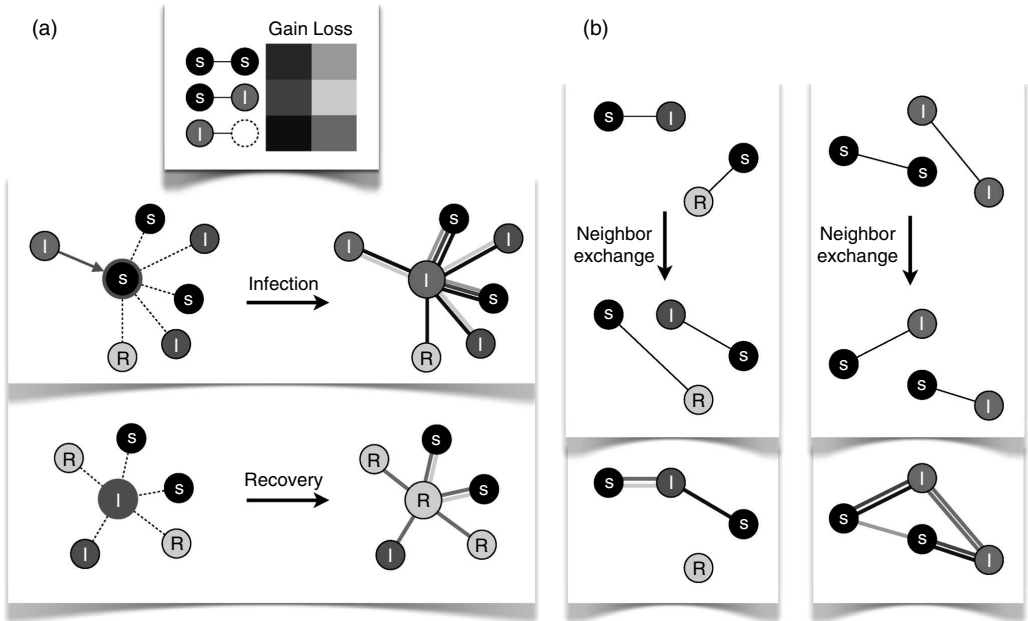 (a)
Gain Loss
S S
S I
I
I S I
S
S
R I
Infection
S
I I
I
S
R I
R S
I S
I R
Recovery
S
R
S
R
I R
(b)
S I
S
R
Neighbor
exchange
S I
S
R
S I
S
R
I
S
S
I
Neighbor
exchange
I
S
S
I
I
S
S
I